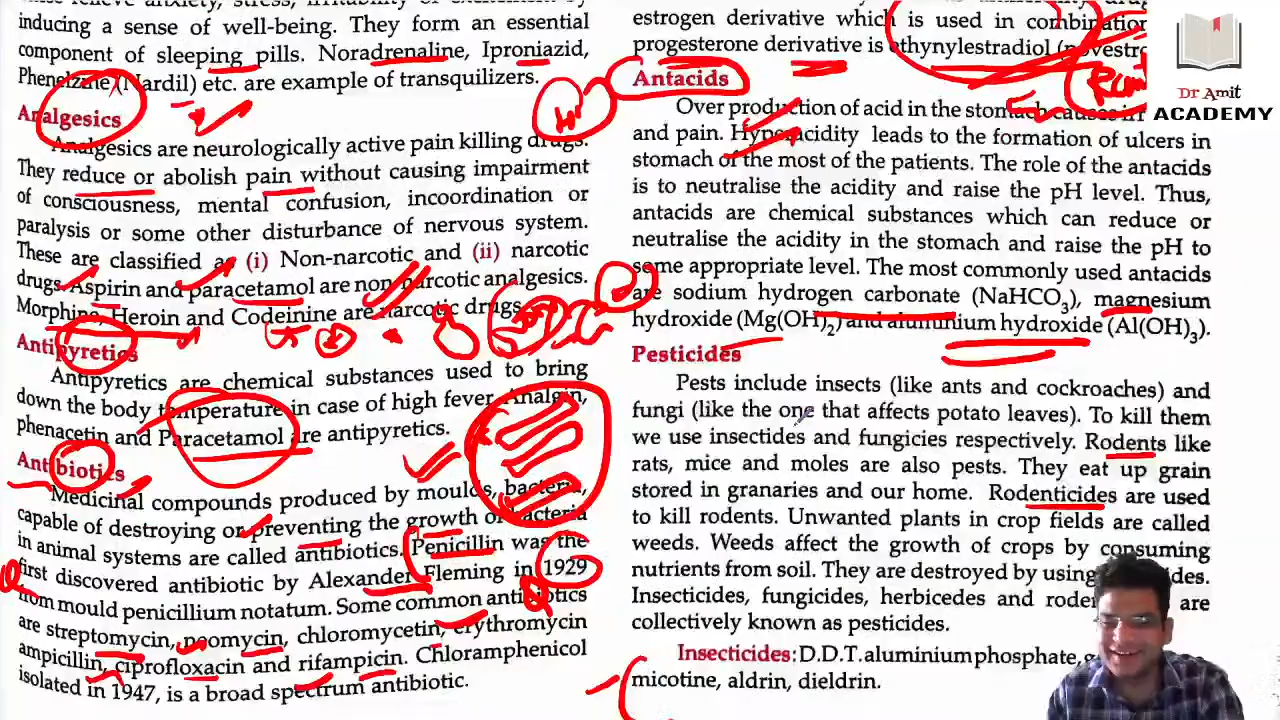 inducing a sense of well-being. They form an essential
component of sleeping pills. Noradrenaline, Iproniazid,
Phenelzine (Nardil) etc. are example of transquilizers.
Analgesics
Analgesics are neurologically active pain killing drugs.
They reduce or abolish pain without causing impairment
of consciousness, mental confusion, incoordination or
paralysis or some other disturbance of nervous system.
These are classified as (i) Non-narcotic and (ii) narcotic
drugs. Aspirin and paracetamol are non-narcotic analgesics.
Morphine, Heroin and Codeinine are narcotic drugs.
Antipyretics
Antipyretics are chemical substances used to bring
down the body temperature in case of high fever. Analgin,
phenacetin and Paracetamol are antipyretics.
Antibiotics
Medicinal compounds produced by moulds, bacteria,
capable of destroying or preventing the growth of bacteria
in animal systems are called antibiotics. Penicillin was the
first discovered antibiotic by Alexander Fleming in 1929
from mould penicillium notatum. Some common antibiotics
are streptomycin, neomycin, chloromycetin, erythromycin
ampicillin, ciprofloxacin and rifampicin. Chloramphenicol
isolated in 1947, is a broad spectrum antibiotic.
estrogen derivative which is used in combination
progesterone derivative is ethynylestradiol
Antacids
Over production of acid in the stomach causes
and pain. Hyperacidity leads to the formation of ulcers in
stomach of the most of the patients. The role of the antacids
is to neutralise the acidity and raise the pH level. Thus,
antacids are chemical substances which can reduce or
neutralise the acidity in the stomach and raise the pH to
some appropriate level. The most commonly used antacids
are sodium hydrogen carbonate (NaHCO₃), magnesium
hydroxide (Mg(OH)₂) and aluminium hydroxide (Al(OH)₃).
Pesticides
Pests include insects (like ants and cockroaches) and
fungi (like the one that affects potato leaves). To kill them
we use insectides and fungicies respectively. Rodents like
rats, mice and moles are also pests. They eat up grain
stored in granaries and our home. Rodenticides are used
to kill rodents. Unwanted plants in crop fields are called
weeds. Weeds affect the growth of crops by consuming
nutrients from soil. They are destroyed by using
Insecticides, fungicides, herbicedes and are
collectively known as pesticides.
Insecticides: D.D.T. aluminium phosphate,
micotine, aldrin, dieldrin.
Dr Amit
ACADEMY